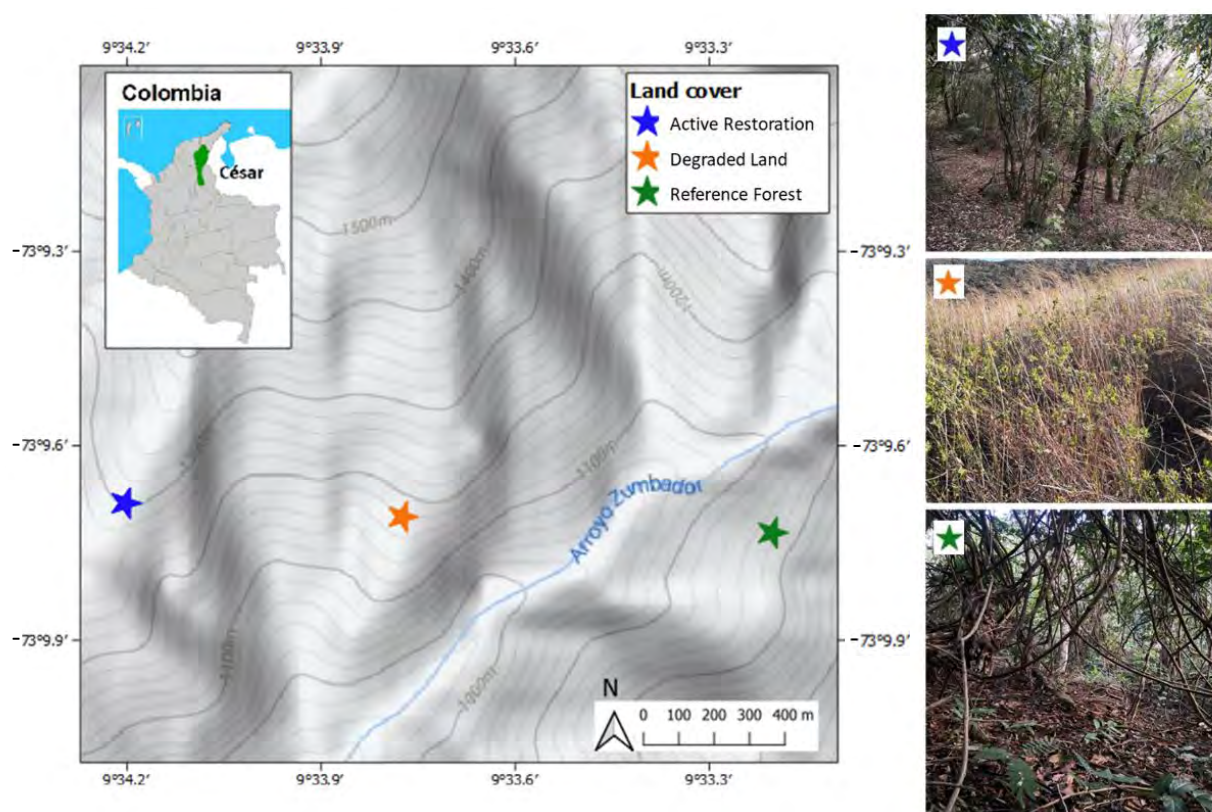 9°34.2'
9°33.9'
9°33.6'
9°33.3'
Colombia
César
Land cover
Active Restoration
Degraded Land
Reference Forest
−73°9.3'
−73°9.3'
1500m
1400m
1200m
−73°9.6'
−73°9.6'
1100m
Arroyo Zumbador
−73°9.9'
−73°9.9'
1100m
1000m
N
0 100 200 300 400 m
9°34.2'
9°33.9'
9°33.6'
9°33.3'